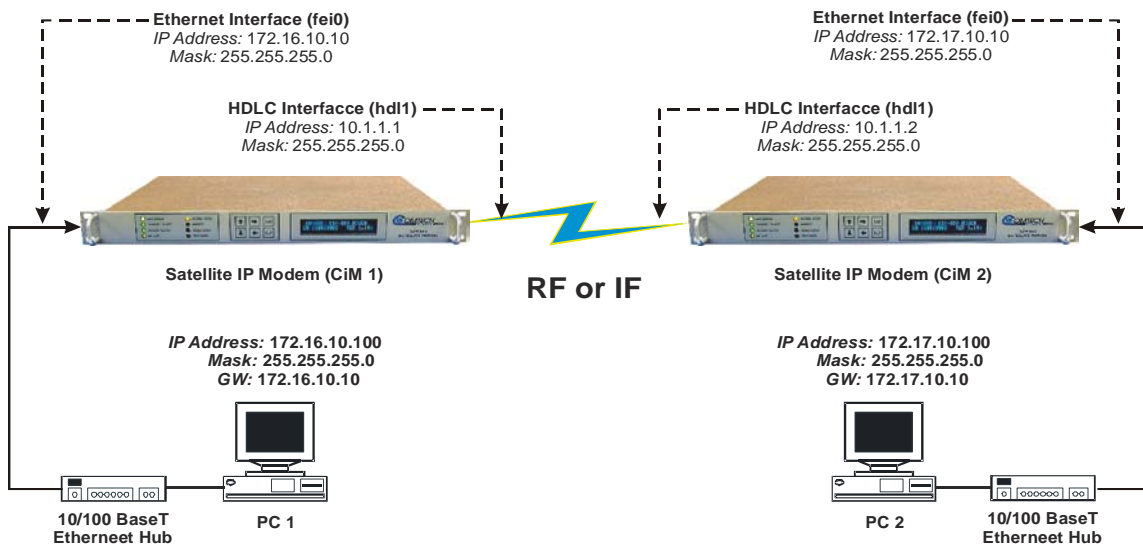 Ethernet Interface (fei0)
IP Address: 172.16.10.10
Mask: 255.255.255.0
Ethernet Interface (fei0)
IP Address: 172.17.10.10
Mask: 255.255.255.0
HDLC Interfacce (hdl1)
IP Address: 10.1.1.1
Mask: 255.255.255.0
HDLC Interfacce (hdl1)
IP Address: 10.1.1.2
Mask: 255.255.255.0
Satellite IP Modem (CiM 1)
RF or IF
Satellite IP Modem (CiM 2)
IP Address: 172.16.10.100
Mask: 255.255.255.0
GW: 172.16.10.10
IP Address: 172.17.10.100
Mask: 255.255.255.0
GW: 172.17.10.10
10/100 BaseT
Etherneet Hub
PC 1
PC 2
10/100 BaseT
Etherneet Hub